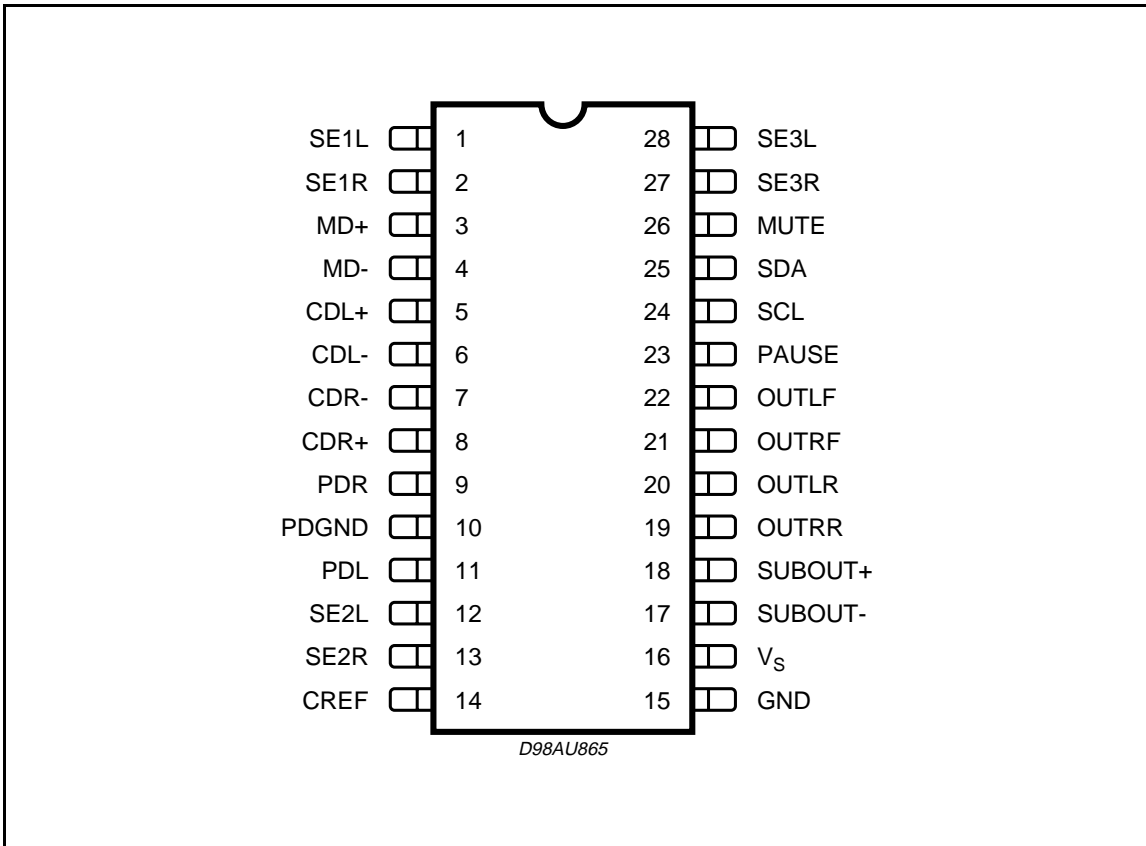 SE1L 1 28 SE3L
SE1R 2 27 SE3R
MD+ 3 26 MUTE
MD- 4 25 SDA
CDL+ 5 24 SCL
CDL- 6 23 PAUSE
CDR- 7 22 OUTLF
CDR+ 8 21 OUTRF
PDR 9 20 OUTLR
PDGND 10 19 OUTRR
PDL 11 18 SUBOUT+
SE2L 12 17 SUBOUT-
SE2R 13 16 VS
CREF 14 15 GND
D98AU865